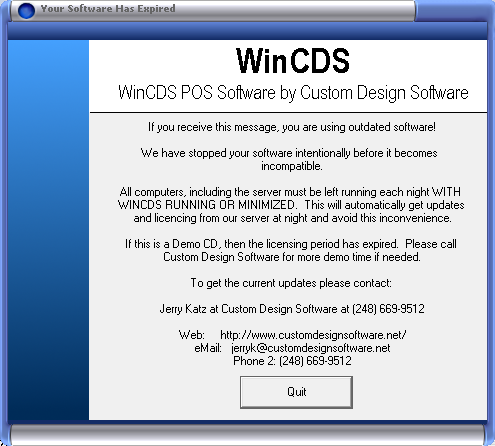 Your Software Has Expired
WinCDS
WinCDS POS Software by Custom Design Software
If you receive this message, you are using outdated software!
We have stopped your software intentionally before it becomes
incompatible.
All computers, including the server must be left running each night WITH
WINCDS RUNNING OR MINIMIZED.  This will automatically get updates
and licencing from our server at night and avoid this inconvenience.
If this is a Demo CD, then the licensing period has expired.  Please call
Custom Design Software for more demo time if needed.
To get the current updates please contact:
Jerry Katz at Custom Design Software at (248) 669-9512
Web:    http://www.customdesignsoftware.net/
eMail:   jerryk@customdesignsoftware.net
Phone 2: (248) 669-9512
Quit